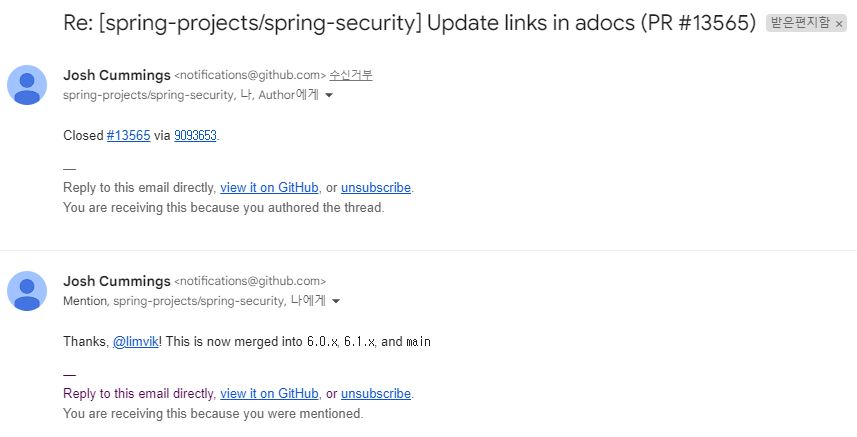 Re: [spring-projects/spring-security] Update links in adocs (PR #13565) 받은편지함 ×
Josh Cummings <notifications@github.com> 수신거부
spring-projects/spring-security, 나, Author에게
Closed #13565 via 9093653.
—
Reply to this email directly, view it on GitHub, or unsubscribe.
You are receiving this because you authored the thread.
Josh Cummings <notifications@github.com>
Mention, spring-projects/spring-security, 나에게
Thanks, @limvik! This is now merged into 6.0.x, 6.1.x, and main
—
Reply to this email directly, view it on GitHub, or unsubscribe.
You are receiving this because you were mentioned.